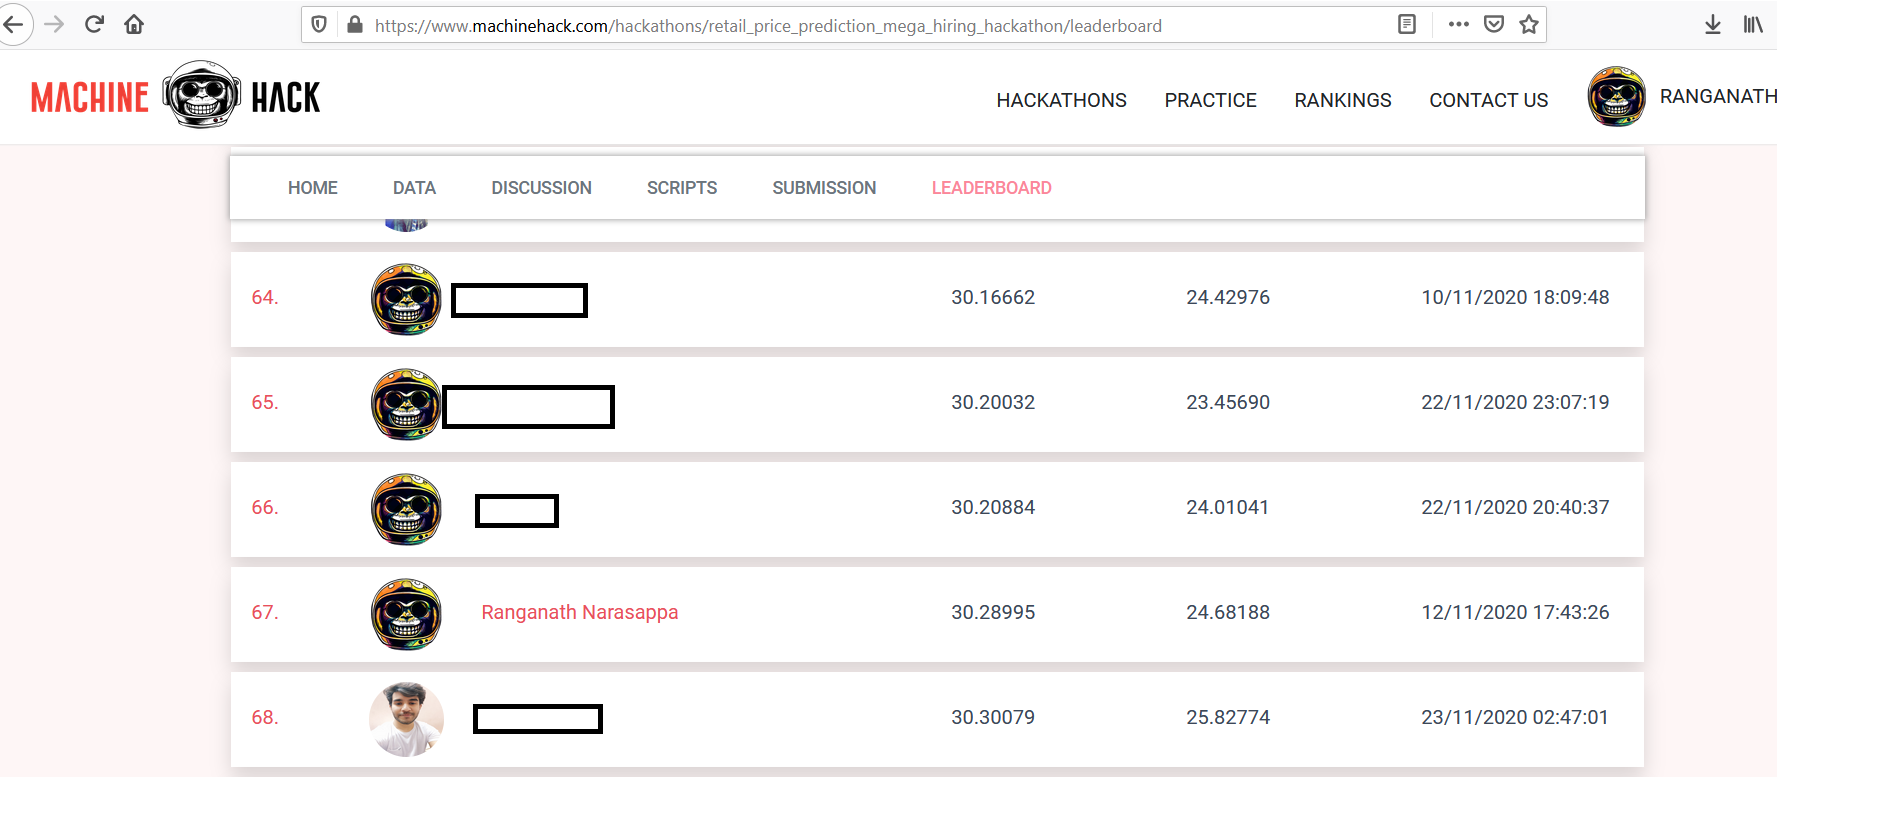 https://www.machinehack.com/hackathons/retail_price_prediction_mega_hiring_hackathon/leaderboard
MACHINE HACK
HACKATHONS PRACTICE RANKINGS CONTACT US RANGANATH
HOME DATA DISCUSSION SCRIPTS SUBMISSION LEADERBOARD
64. 30.16662 24.42976 10/11/2020 18:09:48
65. 30.20032 23.45690 22/11/2020 23:07:19
66. 30.20884 24.01041 22/11/2020 20:40:37
67. Ranganath Narasappa 30.28995 24.68188 12/11/2020 17:43:26
68. 30.30079 25.82774 23/11/2020 02:47:01